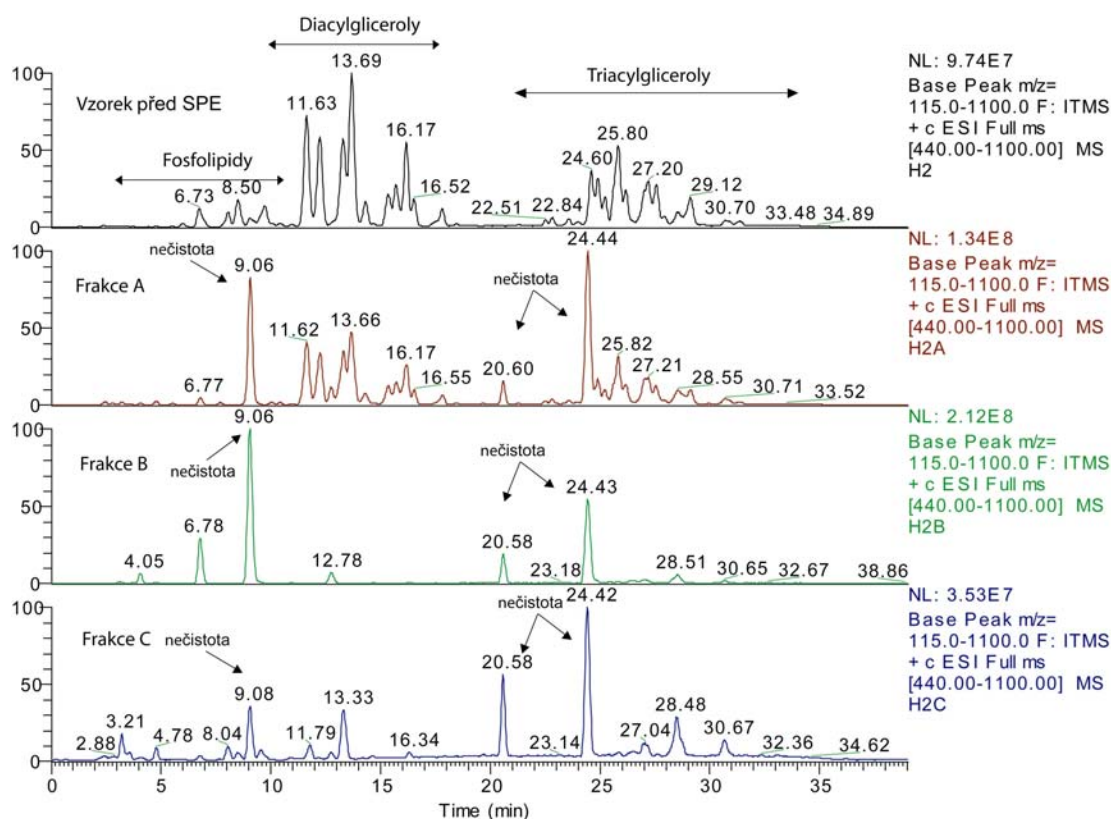 Diacylgliceroly
Fosfolipidy
Triacylgliceroly
Vzorek před SPE
100
50
0
6.73
8.50
11.63
13.69
16.17
16.52
22.51
22.84
24.60
25.80
27.20
29.12
30.70
33.48
34.89
NL: 9.74E7
Base Peak m/z=
115.0-1100.0 F: ITMS
+ c ESI Full ms
[440.00-1100.00] MS
H2
Frakce A
nečistota
nečistota
100
50
0
6.77
9.06
11.62
13.66
16.17
16.55
20.60
24.44
25.82
27.21
28.55
30.71
33.52
NL: 1.34E8
Base Peak m/z=
115.0-1100.0 F: ITMS
+ c ESI Full ms
[440.00-1100.00] MS
H2A
Frakce B
nečistota
nečistota
100
50
0
4.05
6.78
9.06
12.78
20.58
23.18
24.43
28.51
30.65
32.67
38.86
NL: 2.12E8
Base Peak m/z=
115.0-1100.0 F: ITMS
+ c ESI Full ms
[440.00-1100.00] MS
H2B
Frakce C
nečistota
nečistota
100
50
0
2.88
3.21
4.78
8.04
9.08
11.79
13.33
16.34
20.58
23.14
24.42
27.04
28.48
30.67
32.36
34.62
NL: 3.53E7
Base Peak m/z=
115.0-1100.0 F: ITMS
+ c ESI Full ms
[440.00-1100.00] MS
H2C
0 5 10 15 20 25 30 35
Time (min)